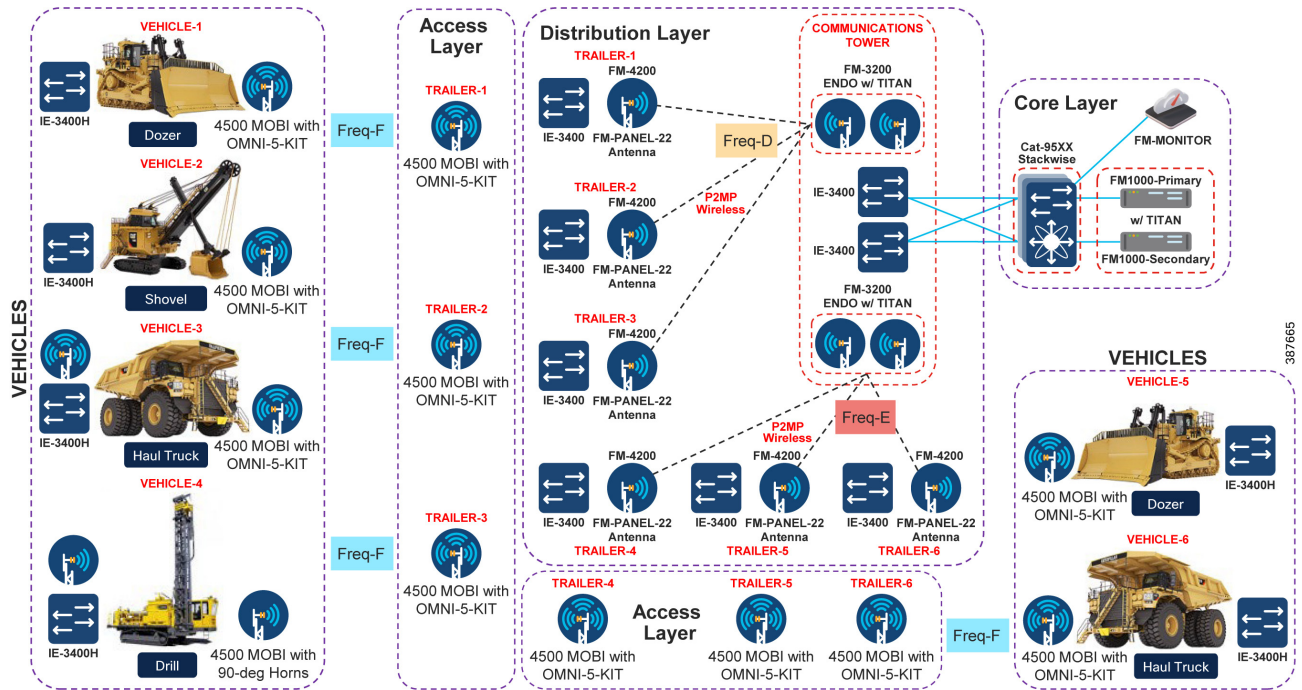 VEHICLES
VEHICLE-1
IE-3400H
Dozer
4500 MOBI with
OMNI-5-KIT
VEHICLE-2
IE-3400H
Shovel
4500 MOBI with
OMNI-5-KIT
VEHICLE-3
IE-3400H
Haul Truck
4500 MOBI with
OMNI-5-KIT
VEHICLE-4
IE-3400H
Drill
4500 MOBI with
90-deg Horns
Freq-F
Freq-F
Freq-F
Access
Layer
TRAILER-1
4500 MOBI with
OMNI-5-KIT
TRAILER-2
4500 MOBI with
OMNI-5-KIT
TRAILER-3
4500 MOBI with
OMNI-5-KIT
Distribution Layer
TRAILER-1
FM-4200
IE-3400
FM-PANEL-22
Antenna
TRAILER-2
FM-4200
IE-3400
FM-PANEL-22
Antenna
TRAILER-3
FM-4200
IE-3400
FM-PANEL-22
Antenna
Freq-D
P2MP
Wireless
COMMUNICATIONS
TOWER
FM-3200
ENDO w/ TITAN
IE-3400
IE-3400
FM-3200
ENDO w/ TITAN
Freq-E
P2MP
Wireless
FM-4200
IE-3400
FM-PANEL-22
Antenna
TRAILER-4
FM-4200
IE-3400
FM-PANEL-22
Antenna
TRAILER-5
FM-4200
IE-3400
FM-PANEL-22
Antenna
TRAILER-6
Core Layer
FM-MONITOR
Cat-95XX
Stackwise
FM1000-Primary
w/ TITAN
FM1000-Secondary
387665
TRAILER-4
4500 MOBI with
OMNI-5-KIT
Access
Layer
TRAILER-5
4500 MOBI with
OMNI-5-KIT
TRAILER-6
4500 MOBI with
OMNI-5-KIT
Freq-F
VEHICLES
VEHICLE-5
4500 MOBI with
OMNI-5-KIT
Dozer
IE-3400H
VEHICLE-6
4500 MOBI with
OMNI-5-KIT
Haul Truck
IE-3400H